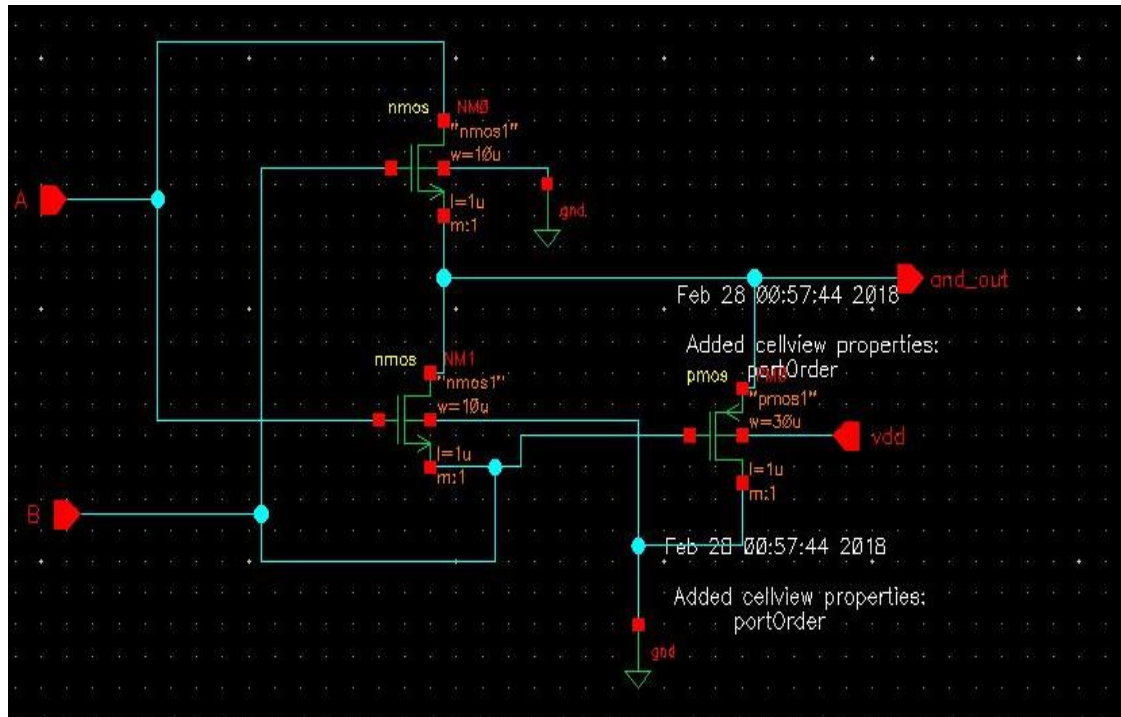 nmos NM0
"nmos1"
w=10u
l=1u
m:1
gnd
A
and_out
Feb 28 00:57:44 2018
Added cellview properties:
portOrder
nmos NM1
"nmos1"
w=10u
l=1u
m:1
pmos PM0
"pmos1"
w=30u
l=1u
m:1
vdd
B
Feb 28 00:57:44 2018
Added cellview properties:
portOrder
gnd